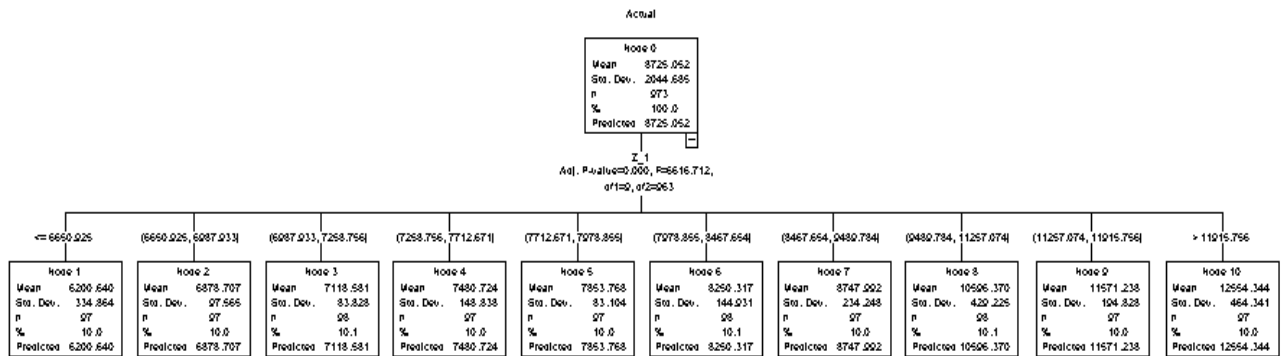 Actual
Node 0
Mean 8725.052
Std. Dev. 2044.685
n 973
% 100.0
Predicted 8725.052
Z_1
Adj. P-value=0.000, F=6616.712,
df1=9, df2=963
<= 6650.925
(6650.925, 6987.933]
(6987.933, 7258.756]
(7258.756, 7712.671]
(7712.671, 7978.855]
(7978.855, 8467.654]
(8467.654, 9489.784]
(9489.784, 11257.074]
(11257.074, 11915.756]
> 11915.756
Node 1
Mean 6200.640
Std. Dev. 334.864
n 97
% 10.0
Predicted 6200.640
Node 2
Mean 6878.707
Std. Dev. 97.565
n 97
% 10.0
Predicted 6878.707
Node 3
Mean 7118.581
Std. Dev. 83.828
n 98
% 10.1
Predicted 7118.581
Node 4
Mean 7480.724
Std. Dev. 148.838
n 97
% 10.0
Predicted 7480.724
Node 5
Mean 7853.768
Std. Dev. 83.104
n 97
% 10.0
Predicted 7853.768
Node 6
Mean 8250.317
Std. Dev. 144.931
n 98
% 10.1
Predicted 8250.317
Node 7
Mean 8747.992
Std. Dev. 234.248
n 97
% 10.0
Predicted 8747.992
Node 8
Mean 10596.370
Std. Dev. 429.225
n 98
% 10.1
Predicted 10596.370
Node 9
Mean 11571.238
Std. Dev. 194.828
n 97
% 10.0
Predicted 11571.238
Node 10
Mean 12554.344
Std. Dev. 464.341
n 97
% 10.0
Predicted 12554.344